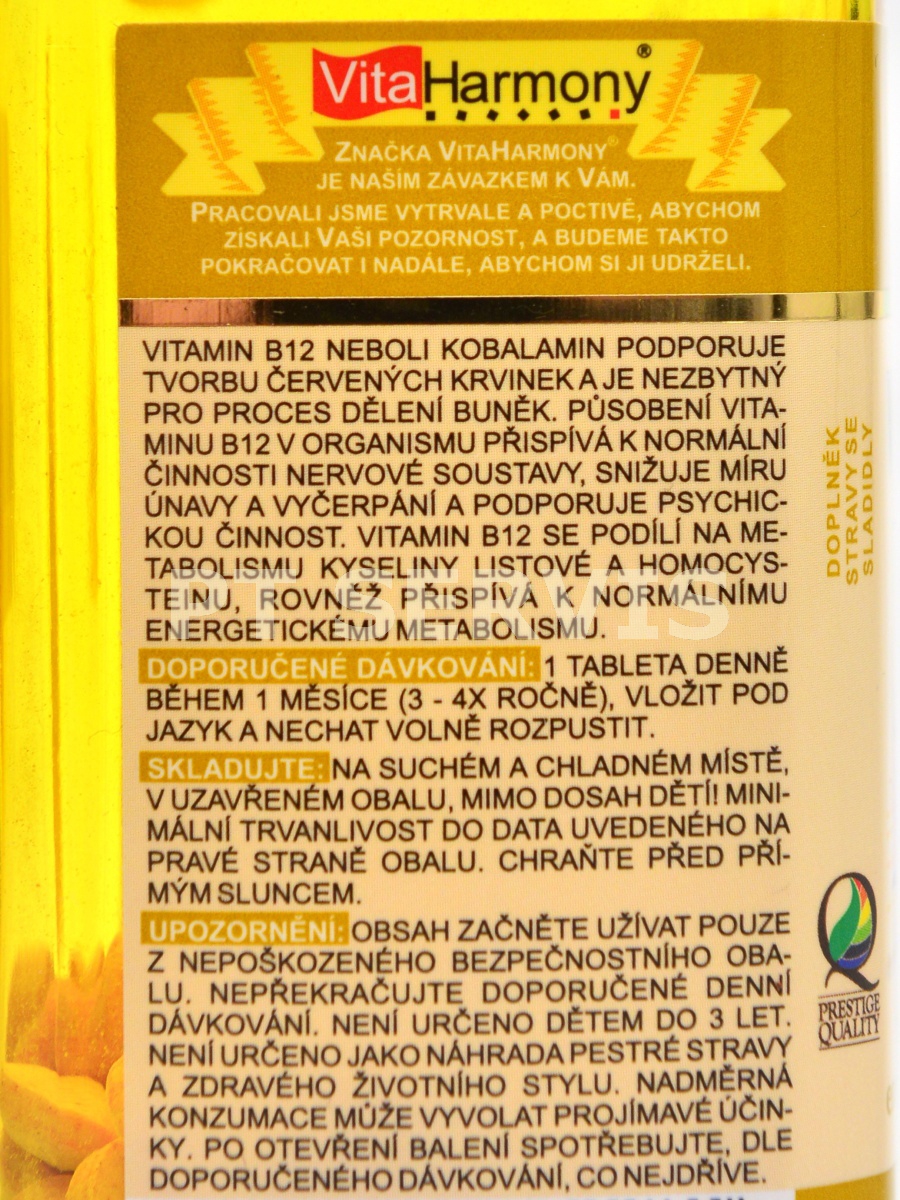 VitaHarmony®
ZNAČKA VITAHARMONY®
JE NAŠÍM ZÁVAZKEM K VÁM.
PRACOVALI JSME VYTRVALE A POCTIVĚ, ABYCHOM
ZÍSKALI VAŠI POZORNOST, A BUDEME TAKTO
POKRAČOVAT I NADÁLE, ABYCHOM SI JI UDRŽELI.
VITAMIN B12 NEBOLI KOBALAMIN PODPORUJE
TVORBU ČERVENÝCH KRVINEK A JE NEZBYTNÝ
PRO PROCES DĚLENÍ BUNĚK. PŮSOBENÍ VITA-
MINU B12 V ORGANISMU PŘISPÍVÁ K NORMÁLNÍ
ČINNOSTI NERVOVÉ SOUSTAVY, SNIŽUJE MÍRU
ÚNAVY A VYČERPÁNÍ A PODPORUJE PSYCHIC-
KOU ČINNOST. VITAMIN B12 SE PODÍLÍ NA ME-
TABOLISMU KYSELINY LISTOVÉ A HOMOCYS-
TEINU, ROVNĚŽ PŘISPÍVÁ K NORMÁLNÍMU
ENERGETICKÉMU METABOLISMU.
DOPORUČENÉ DÁVKOVÁNÍ: 1 TABLETA DENNĚ
BĚHEM 1 MĚSÍCE (3 - 4X ROČNĚ), VLOŽIT POD
JAZYK A NECHAT VOLNĚ ROZPUSTIT.
SKLADUJTE: NA SUCHÉM A CHLADNÉM MÍSTĚ,
V UZAVŘENÉM OBALU, MIMO DOSAH DĚTÍ! MINI-
MÁLNÍ TRVANLIVOST DO DATA UVEDENÉHO NA
PRAVÉ STRANĚ OBALU. CHRAŇTE PŘED PŘÍ-
MÝM SLUNCEM.
UPOZORNĚNÍ: OBSAH ZAČNĚTE UŽÍVAT POUZE
Z NEPOŠKOZENÉHO BEZPEČNOSTNÍHO OBA-
LU. NEPŘEKRAČUJTE DOPORUČENÉ DENNÍ
DÁVKOVÁNÍ. NENÍ URČENO DĚTEM DO 3 LET.
NENÍ URČENO JAKO NÁHRADA PESTRÉ STRAVY
A ZDRAVÉHO ŽIVOTNÍHO STYLU. NADMĚRNÁ
KONZUMACE MŮŽE VYVOLAT PROJÍMAVÉ ÚČIN-
KY. PO OTEVŘENÍ BALENÍ SPOTŘEBUJTE, DLE
DOPORUČENÉHO DÁVKOVÁNÍ, CO NEJDŘÍVE.
DOPLNĚK
STRAVY SE
SLADIDLY
PRESTIGE
QUALITY